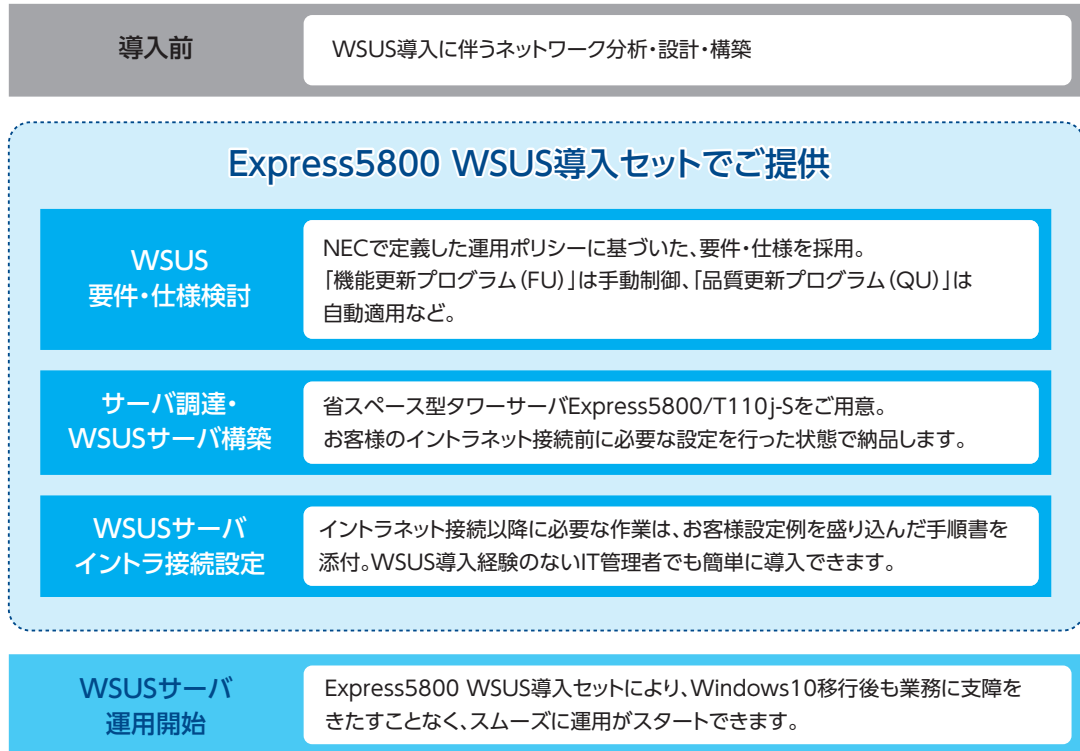 導入前
WSUS導入に伴うネットワーク分析・設計・構築
Express5800 WSUS導入セットでご提供
WSUS
要件・仕様検討
NECで定義した運用ポリシーに基づいた、要件・仕様を採用。
「機能更新プログラム（FU）」は手動制御、「品質更新プログラム（QU）」は
自動適用など。
サーバ調達・
WSUSサーバ構築
省スペース型タワーサーバExpress5800/T110j-Sをご用意。
お客様のイントラネット接続前に必要な設定を行った状態で納品します。
WSUSサーバ
イントラ接続設定
イントラネット接続以降に必要な作業は、お客様設定例を盛り込んだ手順書を
添付。WSUS導入経験のないIT管理者でも簡単に導入できます。
WSUSサーバ
運用開始
Express5800 WSUS導入セットにより、Windows10移行後も業務に支障を
きたすことなく、スムーズに運用がスタートできます。